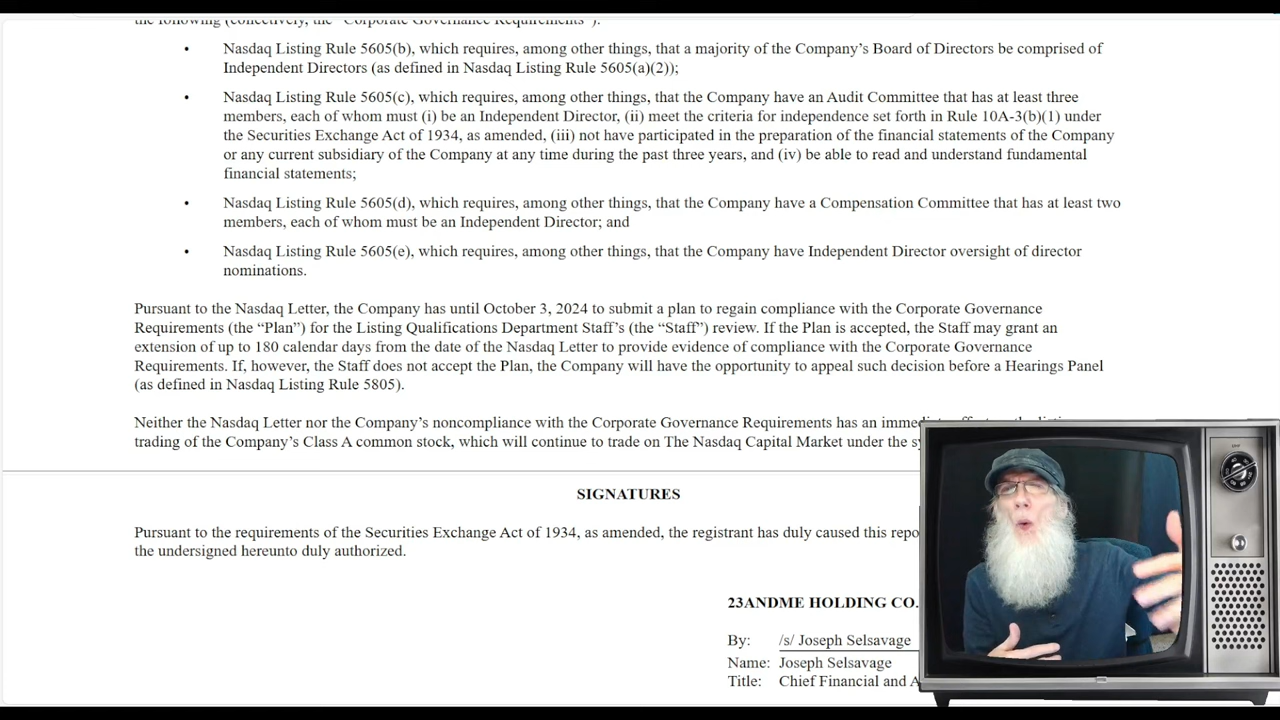 the following (collectively, the “Corporate Governance Requirements”):
• Nasdaq Listing Rule 5605(b), which requires, among other things, that a majority of the Company’s Board of Directors be comprised of
Independent Directors (as defined in Nasdaq Listing Rule 5605(a)(2));
• Nasdaq Listing Rule 5605(c), which requires, among other things, that the Company have an Audit Committee that has at least three
members, each of whom must (i) be an Independent Director, (ii) meet the criteria for independence set forth in Rule 10A-3(b)(1) under
the Securities Exchange Act of 1934, as amended, (iii) not have participated in the preparation of the financial statements of the Company
or any current subsidiary of the Company at any time during the past three years, and (iv) be able to read and understand fundamental
financial statements;
• Nasdaq Listing Rule 5605(d), which requires, among other things, that the Company have a Compensation Committee that has at least two
members, each of whom must be an Independent Director; and
• Nasdaq Listing Rule 5605(e), which requires, among other things, that the Company have Independent Director oversight of director
nominations.
Pursuant to the Nasdaq Letter, the Company has until October 3, 2024 to submit a plan to regain compliance with the Corporate Governance
Requirements (the “Plan”) for the Listing Qualifications Department Staff’s (the “Staff”) review. If the Plan is accepted, the Staff may grant an
extension of up to 180 calendar days from the date of the Nasdaq Letter to provide evidence of compliance with the Corporate Governance
Requirements. If, however, the Staff does not accept the Plan, the Company will have the opportunity to appeal such decision before a Hearings Panel
(as defined in Nasdaq Listing Rule 5805).
Neither the Nasdaq Letter nor the Company’s noncompliance with the Corporate Governance Requirements has an
trading of the Company’s Class A common stock, which will continue to trade on The Nasdaq Capital Market under the
SIGNATURES
Pursuant to the requirements of the Securities Exchange Act of 1934, as amended, the registrant has duly caused this
the undersigned hereunto duly authorized.
23ANDME HOLDING CO.
By: /s/ Joseph Selsavage
Name: Joseph Selsavage
Title: Chief Financial and